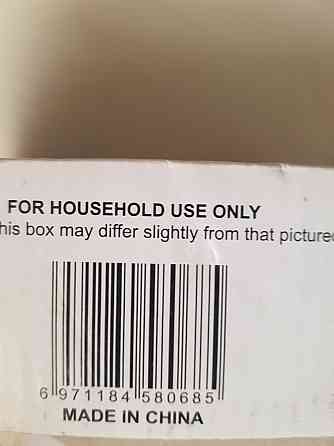 FOR HOUSEHOLD USE ONLY
his box may differ slightly from that pictured
6 971184 580685
MADE IN CHINA